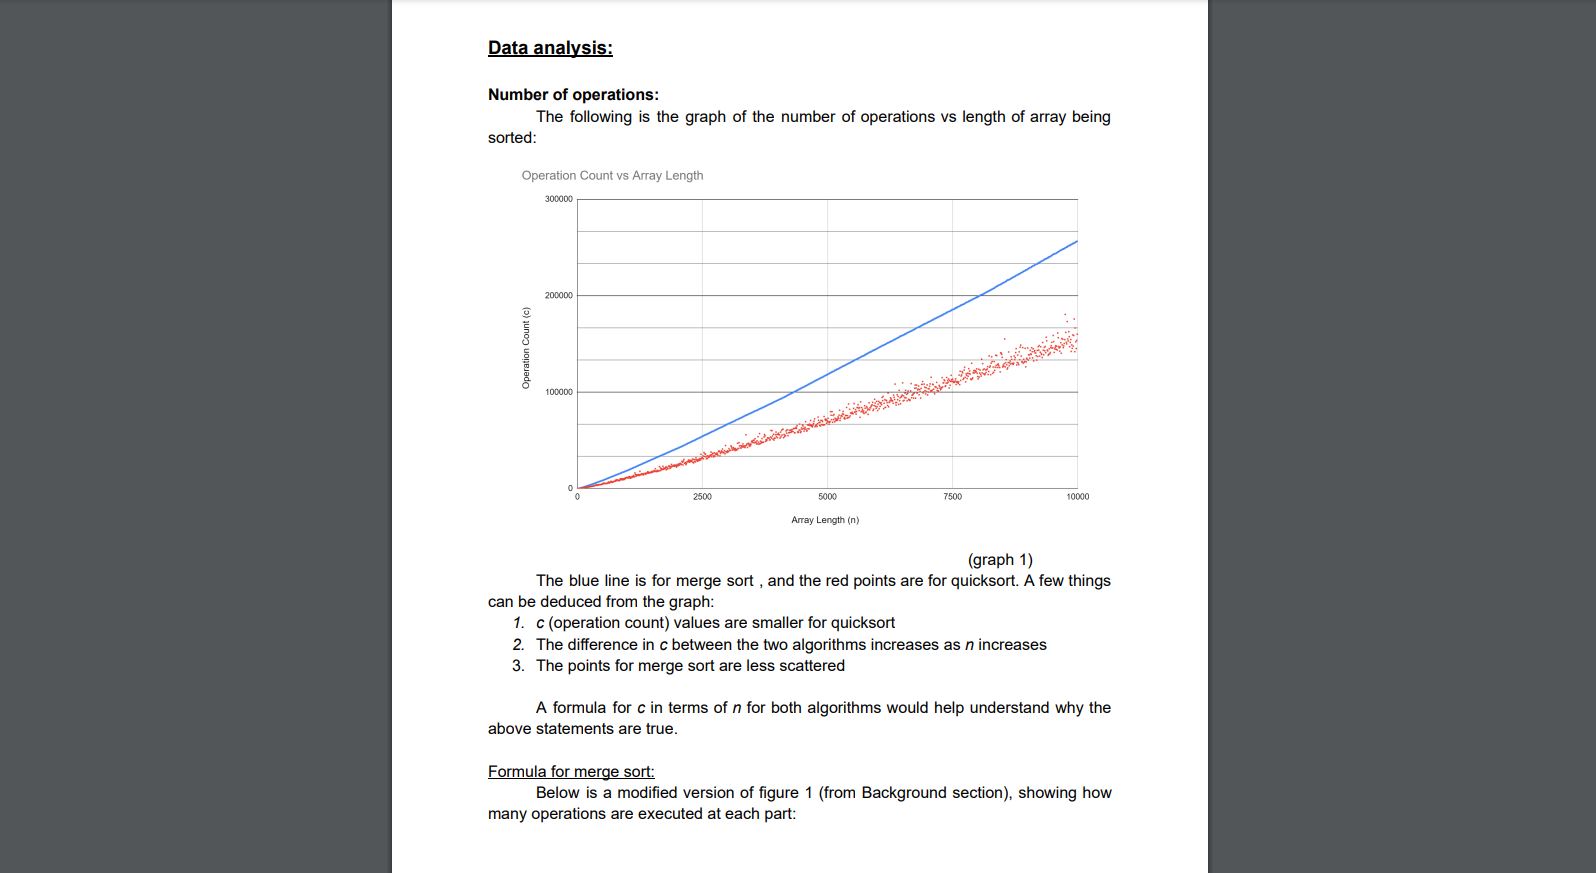 Data analysis:
Number of operations:
The following is the graph of the number of operations vs length of array being
sorted:
Operation Count vs Array Length
300000
200000
100000
0
Operation Count (c)
0 2500 5000 7500 10000
Array Length (n)
(graph 1)
The blue line is for merge sort , and the red points are for quicksort. A few things
can be deduced from the graph:
1. c (operation count) values are smaller for quicksort
2. The difference in c between the two algorithms increases as n increases
3. The points for merge sort are less scattered
A formula for c in terms of n for both algorithms would help understand why the
above statements are true.
Formula for merge sort:
Below is a modified version of figure 1 (from Background section), showing how
many operations are executed at each part: